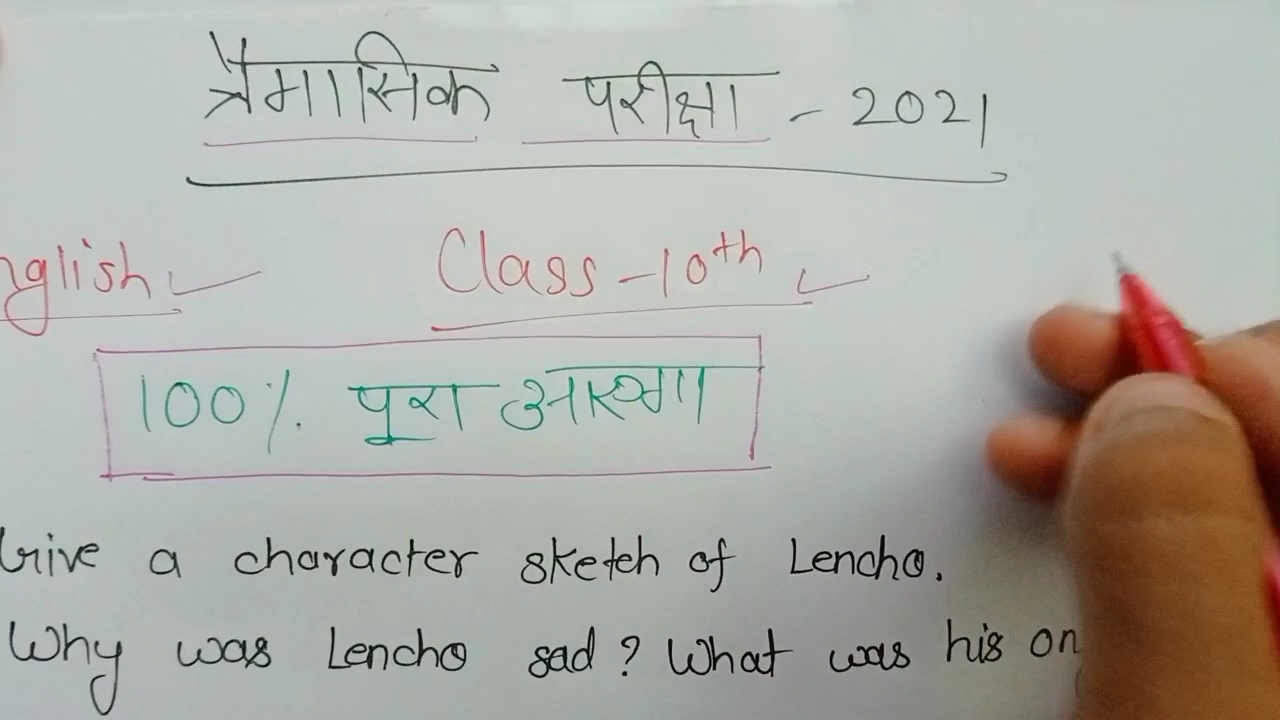 त्रैमासिक परीक्षा - 2021
nglish Class - 10th
100%. पूरा आएगा
Give a character sketch of Lencho.
Why was Lencho sad? What was his on